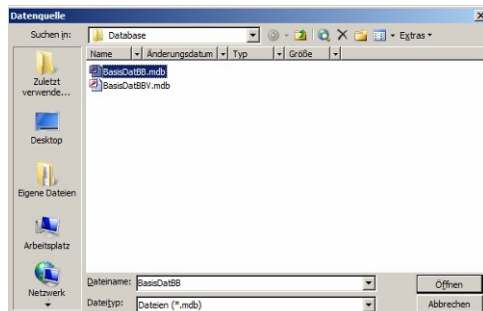 Datenquelle
Suchen in: Database Extras
Name Änderungsdatum Typ Größe
BasisDatBB.mdb
BasisDatBBV.mdb
Zuletzt
verwende...
Desktop
Eigene Dateien
Arbeitsplatz
Netzwerk
Dateiname: BasisDatBB Öffnen
Dateityp: Dateien (*.mdb) Abbrechen